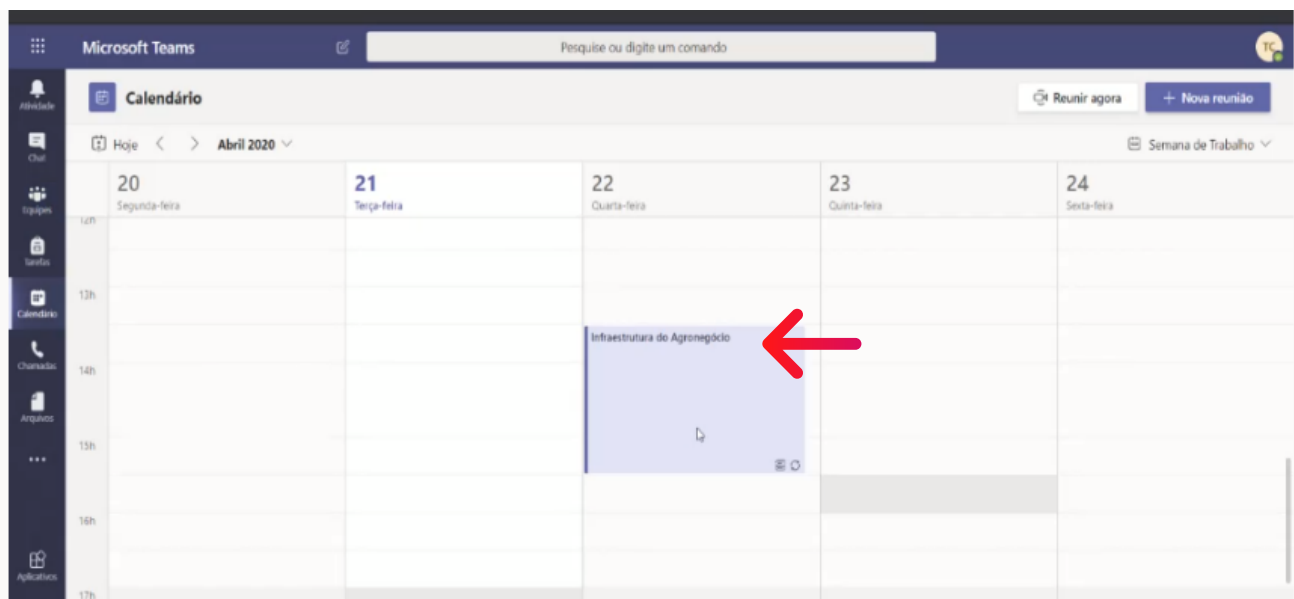 Microsoft Teams
Pesquise ou digite um comando
TC
Atividade
Calendário
Reunir agora
+ Nova reunião
Chat
Hoje
Abril 2020
Semana de Trabalho
Equipes
20
21
22
23
24
Segunda-feira
Terça-feira
Quarta-feira
Quinta-feira
Sexta-feira
12h
Tarefas
13h
Calendário
Infraestrutura do Agronegócio
Chamadas
14h
Arquivos
15h
16h
Aplicativos
17h